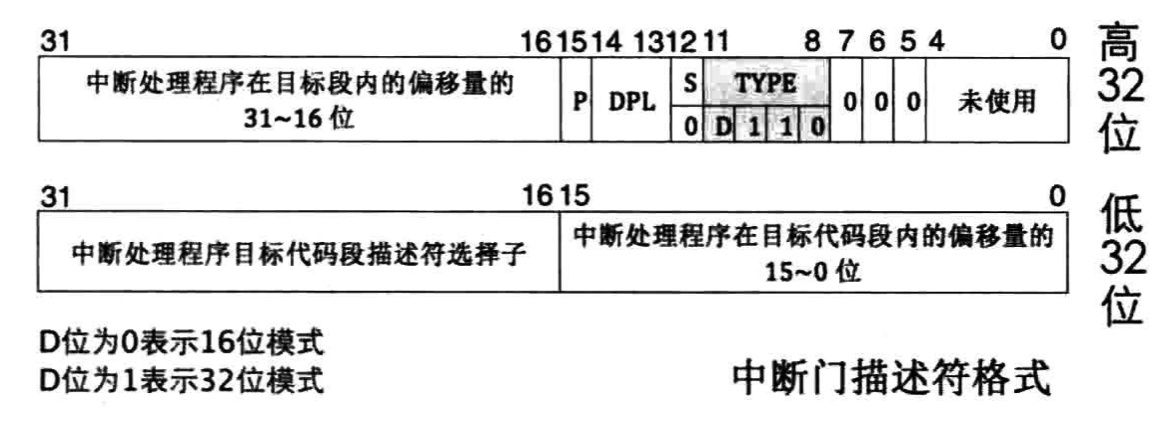 31 16 15 14 13 12 11 8 7 6 5 4 0
中断处理程序在目标段内的偏移量的
31~16 位
P DPL S TYPE 0 0 0 未使用
0 D 1 1 0
高32位
31 16 15 0
中断处理程序目标代码段描述符选择子
中断处理程序在目标代码段内的偏移量的
15~0 位
低32位
D位为0表示16位模式
D位为1表示32位模式
中断门描述符格式